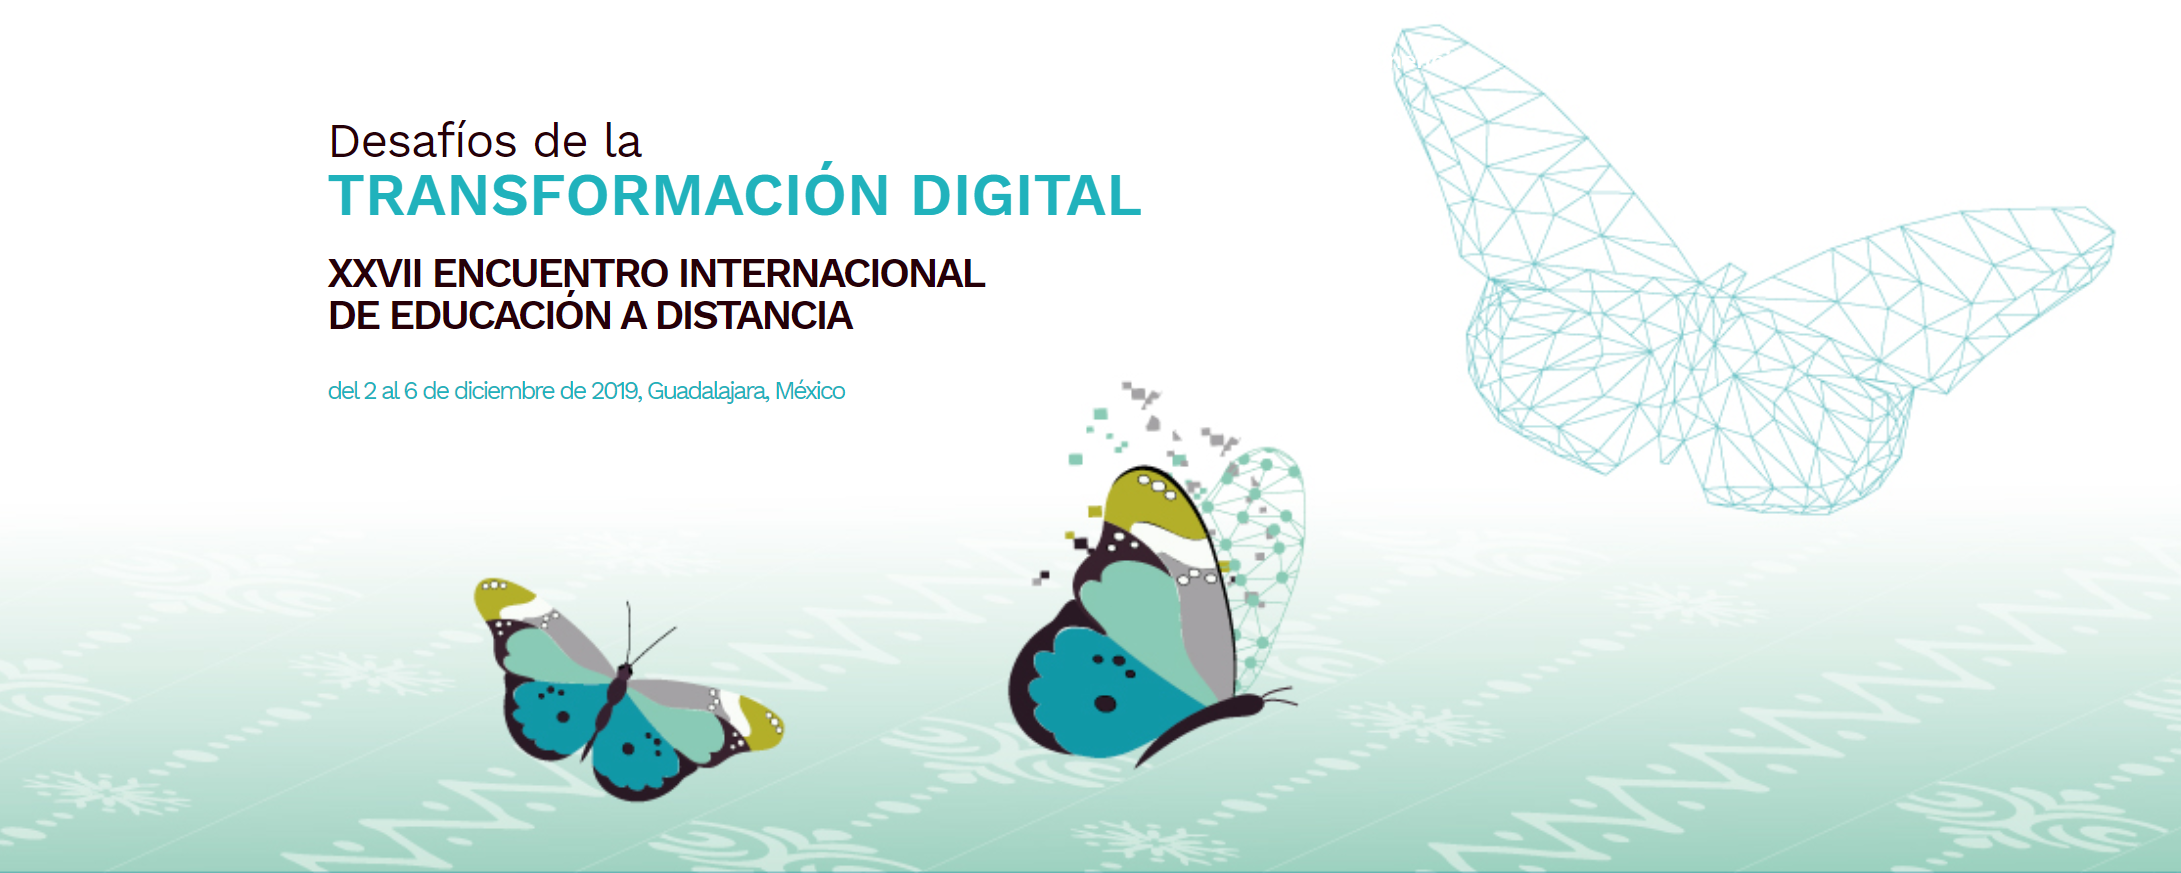 Desafíos de la
TRANSFORMACIÓN DIGITAL
XXVII ENCUENTRO INTERNACIONAL
DE EDUCACIÓN A DISTANCIA
del 2 al 6 de diciembre de 2019, Guadalajara, México